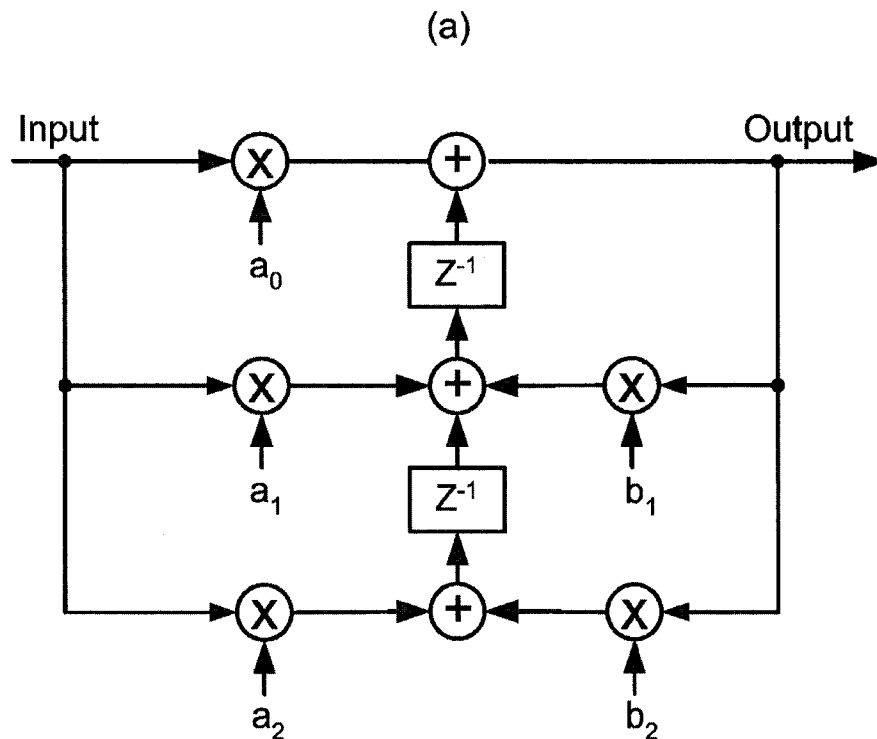 (a)
Input
Output
X
+
a₀
Z⁻¹
X
+
X
a₁
Z⁻¹
b₁
X
+
X
a₂
b₂